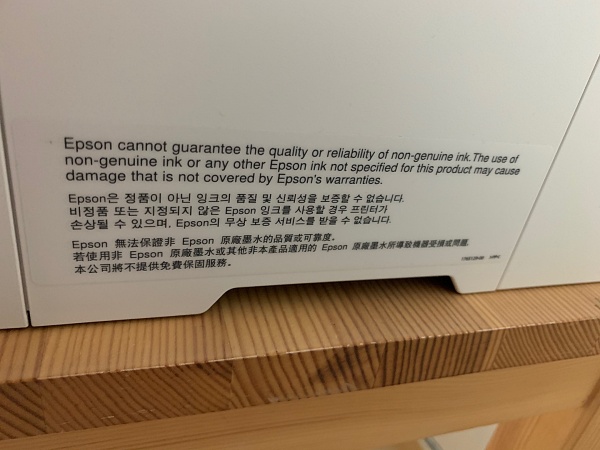 Epson cannot guarantee the quality or reliability of non-genuine ink.The use of
non-genuine ink or any other Epson ink not specified for this product may cause
damage that is not covered by Epson's warranties.
Epson은 정품이 아닌 잉크의 품질 및 신뢰성을 보증할 수 없습니다.
비정품 또는 지정되지 않은 Epson 잉크를 사용할 경우 프린터가
손상될 수 있으며, Epson의 무상 보증 서비스를 받을 수 없습니다.
Epson 無法保證非 Epson 原廠墨水的品質或可靠度。
若使用非 Epson 原廠墨水或其他非本產品適用的 Epson 原廠墨水所導致機器受損或問題，
本公司將不提供免費保固服務。